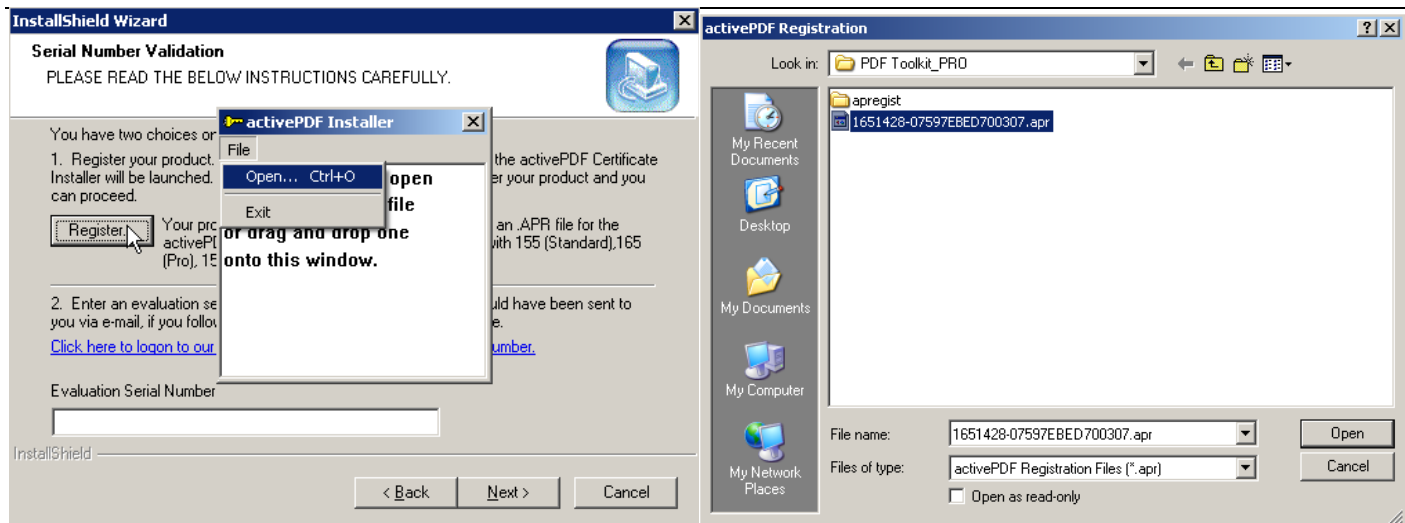 InstallShield Wizard
Serial Number Validation
PLEASE READ THE BELOW INSTRUCTIONS CAREFULLY.
You have two choices or
1. Register your product. the activePDF Certificate
Installer will be launched. er your product and you
can proceed.
Register.
Your pro an .APR file for the
activePD with 155 (Standard),165
(Pro), 15
2. Enter an evaluation se uld have been sent to
you via e-mail, if you follov e.
Click here to logon to our umber.
Evaluation Serial Number
InstallShield
< Back
Next >
Cancel
activePDF Installer
File
Open... Ctrl+O
Exit
open
file
or drag and drop one
onto this window.
activePDF Registration
Look in:
PDF Toolkit_PRO
My Recent
Documents
Desktop
My Documents
My Computer
My Network
Places
apregist
1651428-07597EBED700307.apr
File name:
1651428-07597EBED700307.apr
Open
Files of type:
activePDF Registration Files (*.apr)
Cancel
Open as read-only